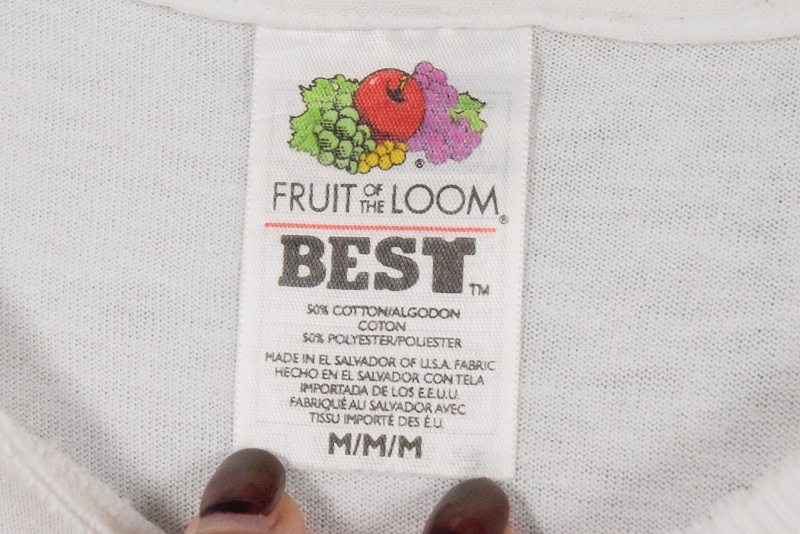 ®
FRUIT OF THE LOOM®
BEST™
50% COTTON/ALGODON
COTON
50% POLYESTER/POLIESTER
MADE IN EL SALVADOR OF U.S.A. FABRIC
HECHO EN EL SALVADOR CON TELA
IMPORTADA DE LOS E.E.U.U.
FABRIQUÉ AU SALVADOR AVEC
TISSU IMPORTÉ DES É.U.
M/M/M